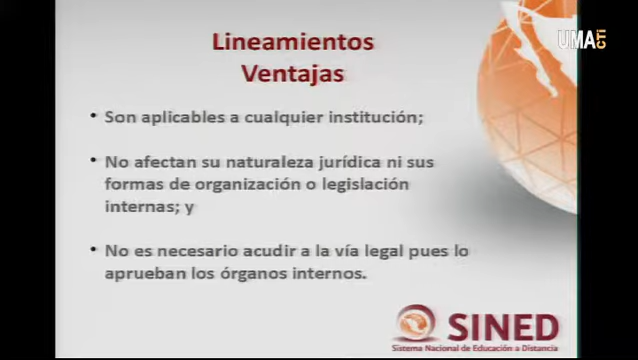 UMA CTI
Lineamientos
Ventajas
• Son aplicables a cualquier institución;
• No afectan su naturaleza jurídica ni sus
formas de organización o legislación
internas; y
• No es necesario acudir a la vía legal pues lo
aprueban los órganos internos.
SINED
Sistema Nacional de Educación a Distancia